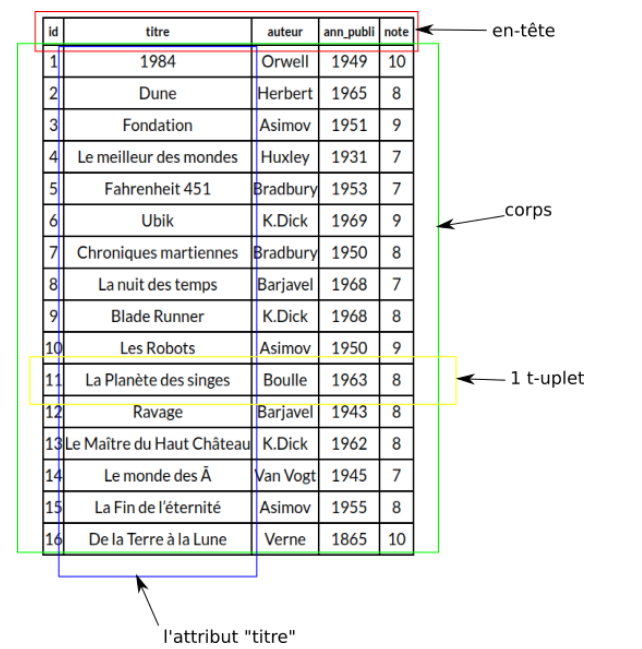 id titre auteur ann_publi note
en-tête
1 1984 Orwell 1949 10
2 Dune Herbert 1965 8
3 Fondation Asimov 1951 9
4 Le meilleur des mondes Huxley 1931 7
5 Fahrenheit 451 Bradbury 1953 7
6 Ubik K.Dick 1969 9
corps
7 Chroniques martiennes Bradbury 1950 8
8 La nuit des temps Barjavel 1968 7
9 Blade Runner K.Dick 1968 8
10 Les Robots Asimov 1950 9
11 La Planète des singes Boulle 1963 8
1 t-uplet
12 Ravage Barjavel 1943 8
13 Le Maître du Haut Château K.Dick 1962 8
14 Le monde des Ã Van Vogt 1945 7
15 La Fin de l'éternité Asimov 1955 8
16 De la Terre à la Lune Verne 1865 10
l'attribut "titre"